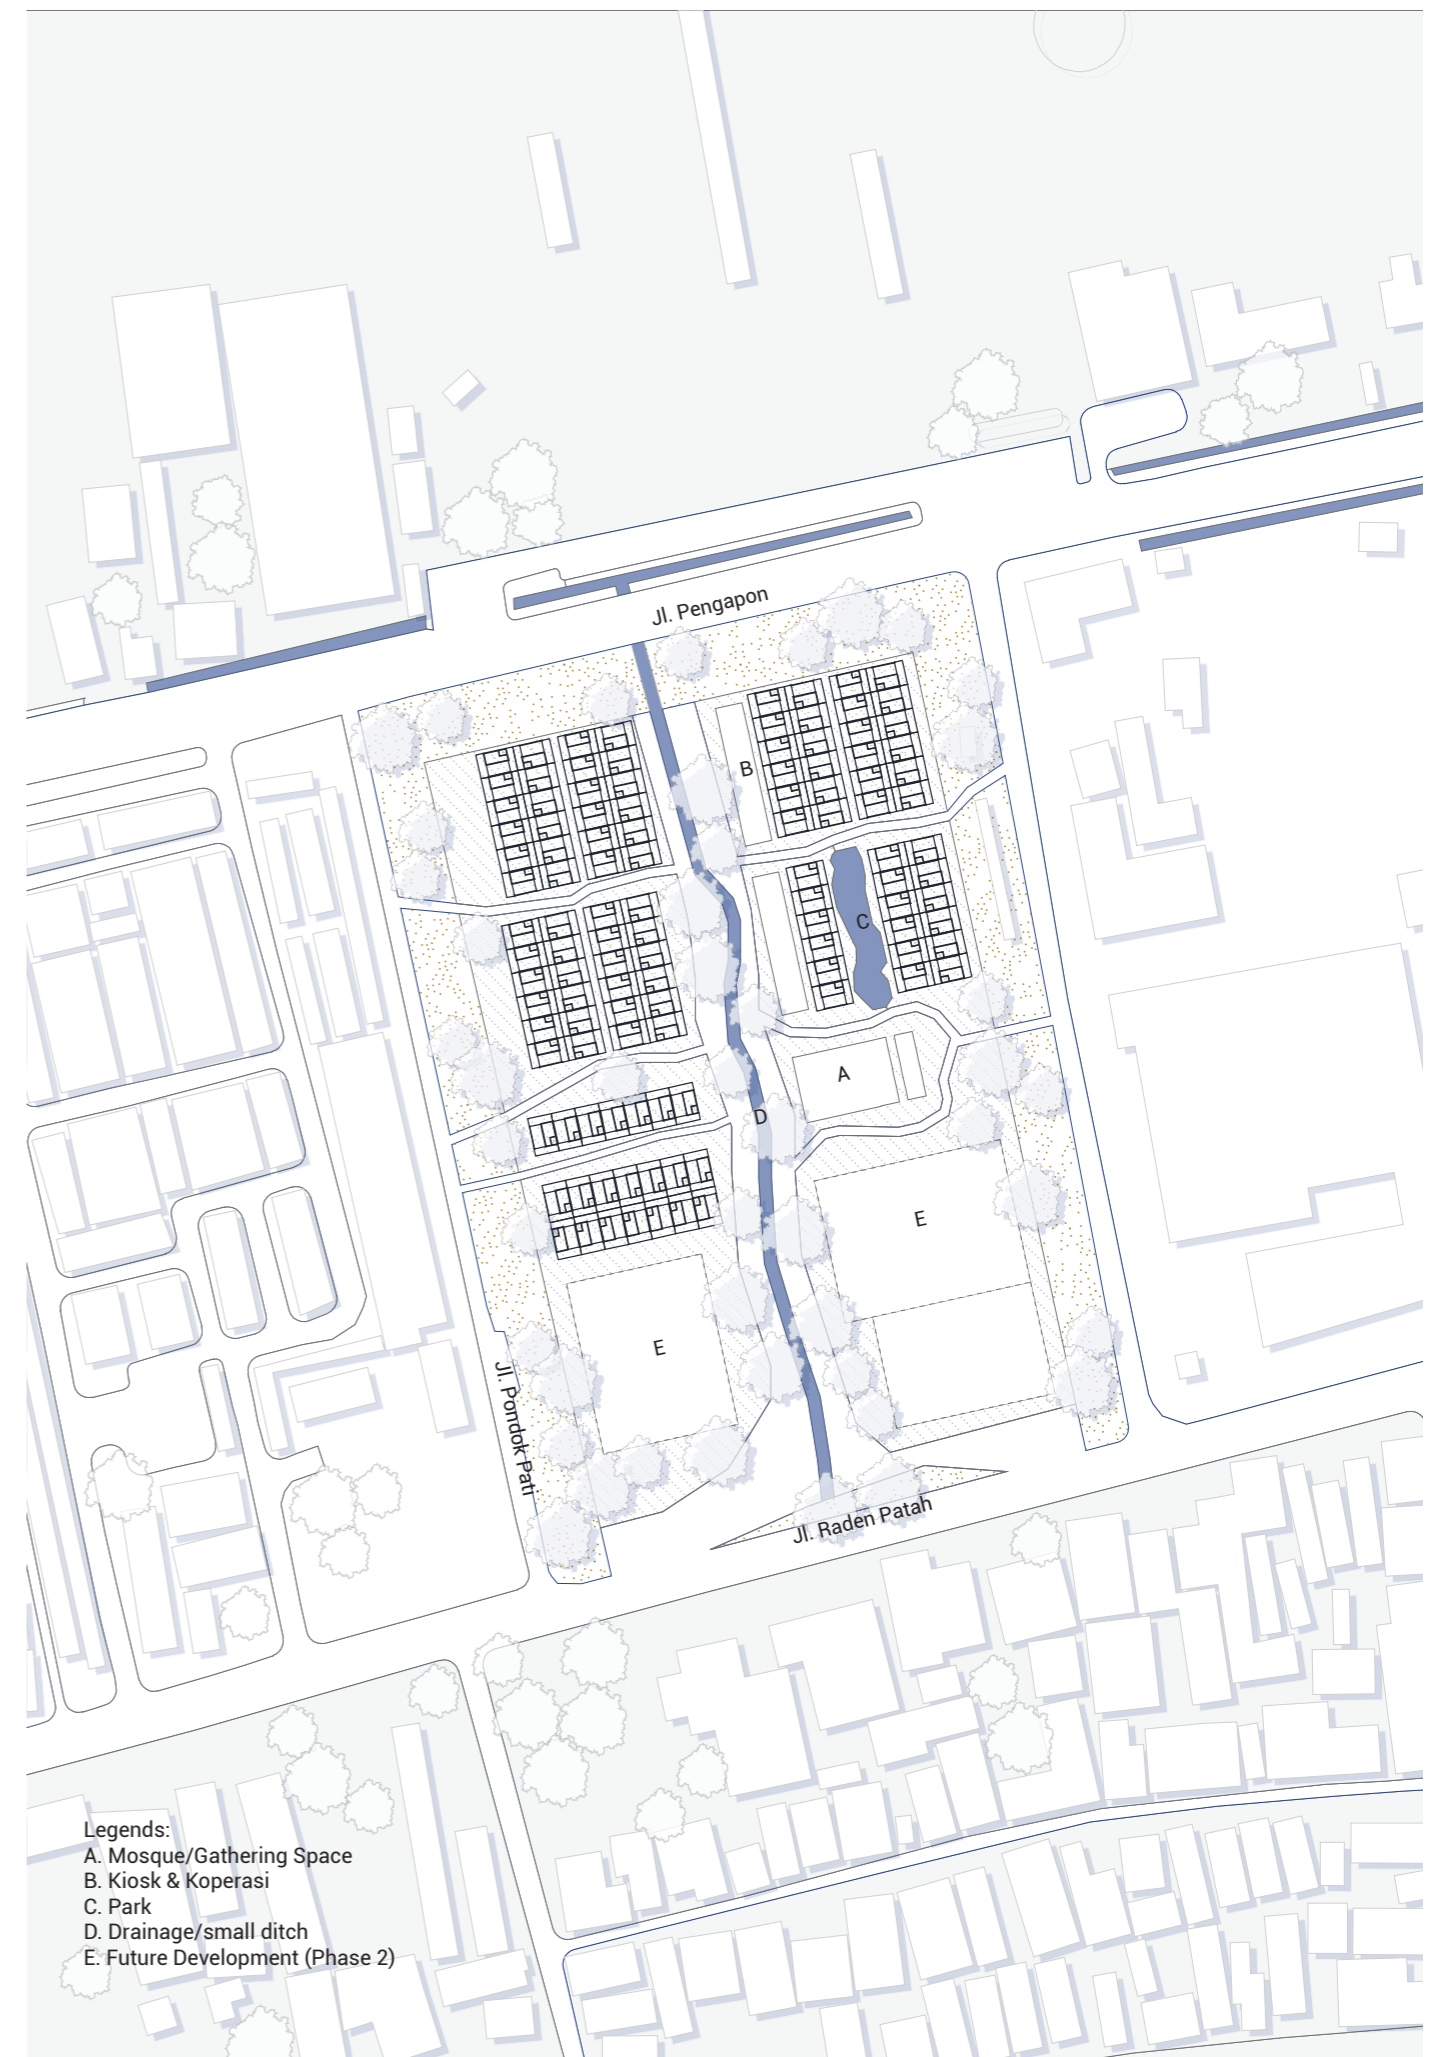 Jl. Pengapon
B
C
A
D
E
E
Jl. Pondok Pati
Jl. Raden Patah
Legends:
A. Mosque/Gathering Space
B. Kiosk & Koperasi
C. Park
D. Drainage/small ditch
E. Future Development (Phase 2)